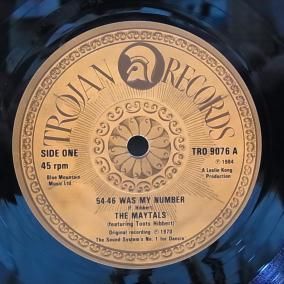 TROJAN RECORDS
SIDE ONE
45 rpm
Blue Mountain
Music Ltd.
TRO 9076 A
℗ 1984
A Leslie Kong
Production
54-46 WAS MY NUMBER
(F. Hibbert)
THE MAYTALS
(featuring Toots Hibbert)
Original recording ℗ 1970
The Sound System's No. 1 for Dancin